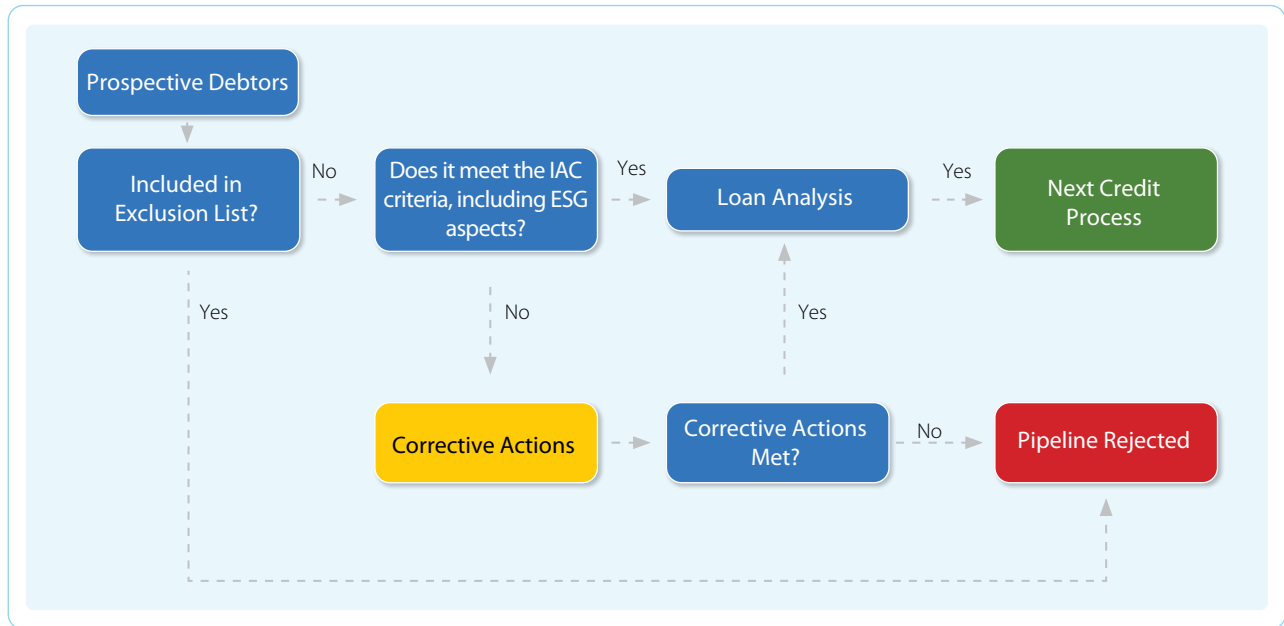 Prospective Debtors
Included in
Exclusion List?
No
Does it meet the IAC
criteria, including ESG
aspects?
Yes
Loan Analysis
Yes
Next Credit
Process
Yes
No
Yes
Corrective Actions
Corrective Actions
Met?
No
Pipeline Rejected